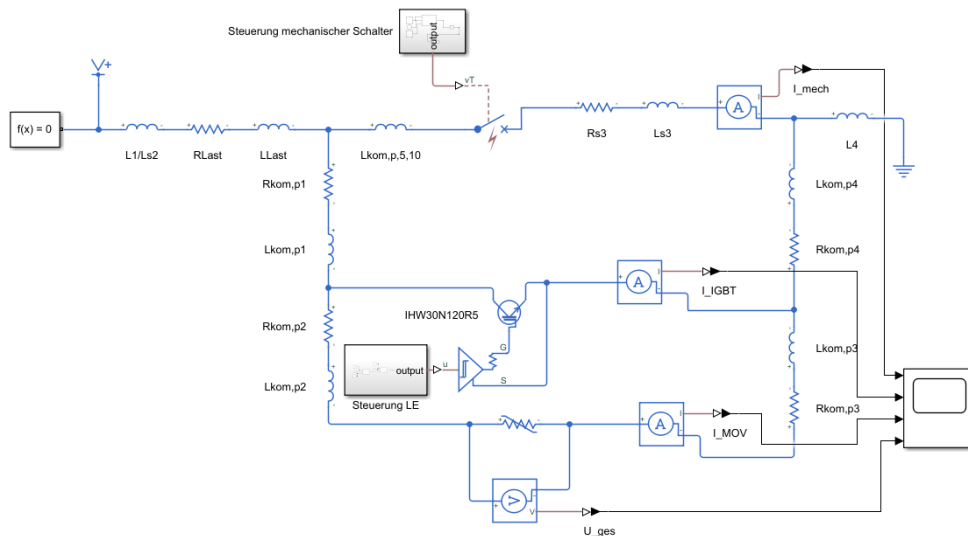 Steuerung mechanischer Schalter
output
vT
V+
f(x) = 0
L1/Ls2
RLast
LLast
Lkom,p,5,10
Rs3
Ls3
A
I
I_mech
L4
Rkom,p1
Lkom,p4
Lkom,p1
Rkom,p4
A
I
I_IGBT
IHW30N120R5
Rkom,p2
G
Lkom,p3
output
u
S
Lkom,p2
Steuerung LE
A
I
I_MOV
Rkom,p3
V
V
U_ges